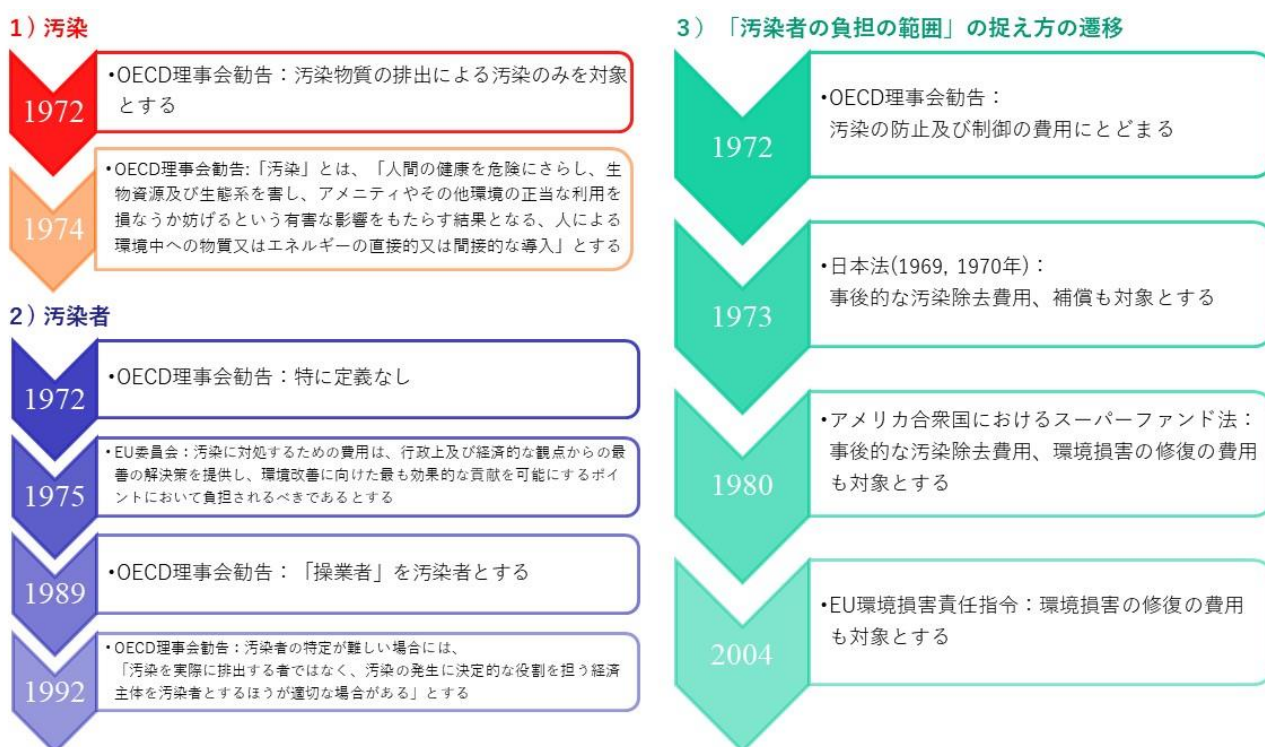 1）汚染
1972
•OECD理事会勧告：汚染物質の排出による汚染のみを対象
とする
1974
•OECD理事会勧告:「汚染」とは、「人間の健康を危険にさらし、生
物資源及び生態系を害し、アメニティやその他環境の正当な利用を
損なうか妨げるという有害な影響をもたらす結果となる、人による
環境中への物質又はエネルギーの直接的又は間接的な導入」とする
2）汚染者
1972
•OECD理事会勧告：特に定義なし
1975
•EU委員会：汚染に対処するための費用は、行政上及び経済的な観点からの最
善の解決策を提供し、環境改善に向けた最も効果的な貢献を可能にするポイ
ントにおいて負担されるべきであるとする
1989
•OECD理事会勧告：「操業者」を汚染者とする
1992
•OECD理事会勧告：汚染者の特定が難しい場合には、
「汚染を実際に排出する者ではなく、汚染の発生に決定的な役割を担う経済
主体を汚染者とするほうが適切な場合がある」とする
3）「汚染者の負担の範囲」の捉え方の遷移
1972
•OECD理事会勧告：
汚染の防止及び制御の費用にとどまる
1973
•日本法(1969, 1970年)：
事後的な汚染除去費用、補償も対象とする
1980
•アメリカ合衆国におけるスーパーファンド法：
事後的な汚染除去費用、環境損害の修復の費用
も対象とする
2004
•EU環境損害責任指令：環境損害の修復の費用
も対象とする